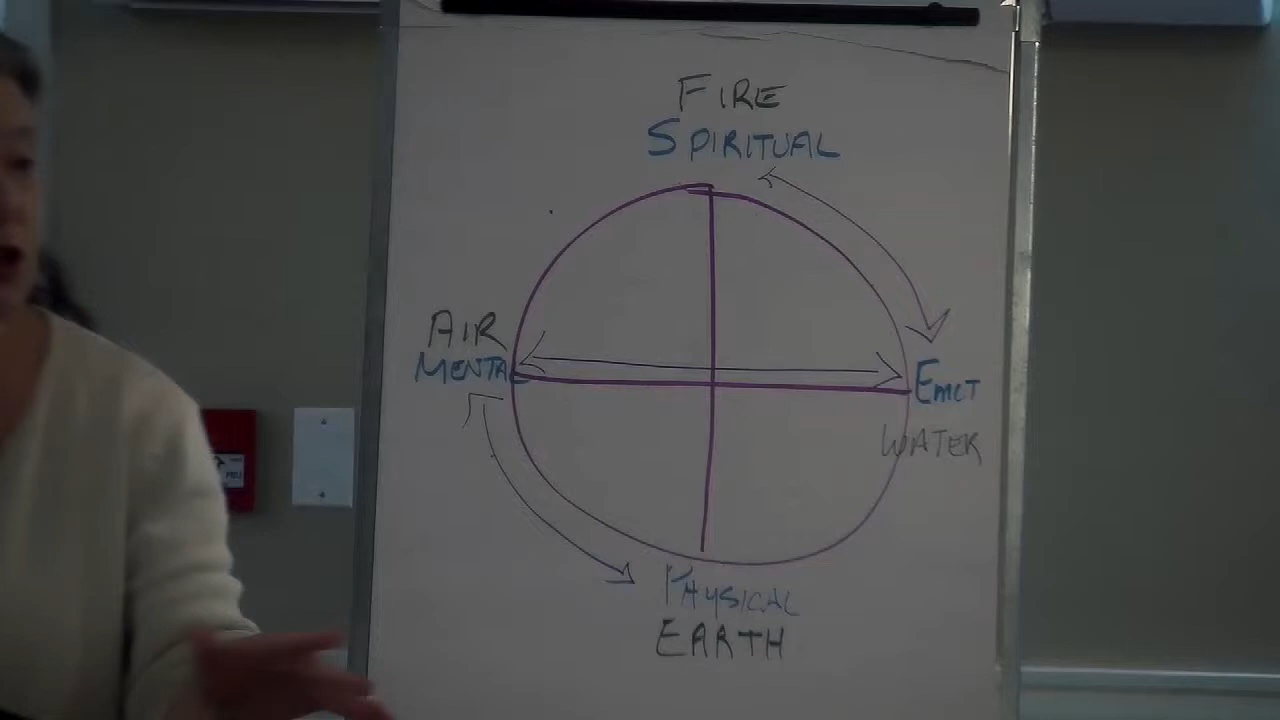 FIRE
SPIRITUAL
AIR
MENTAL
EMOT
WATER
PHYSICAL
EARTH